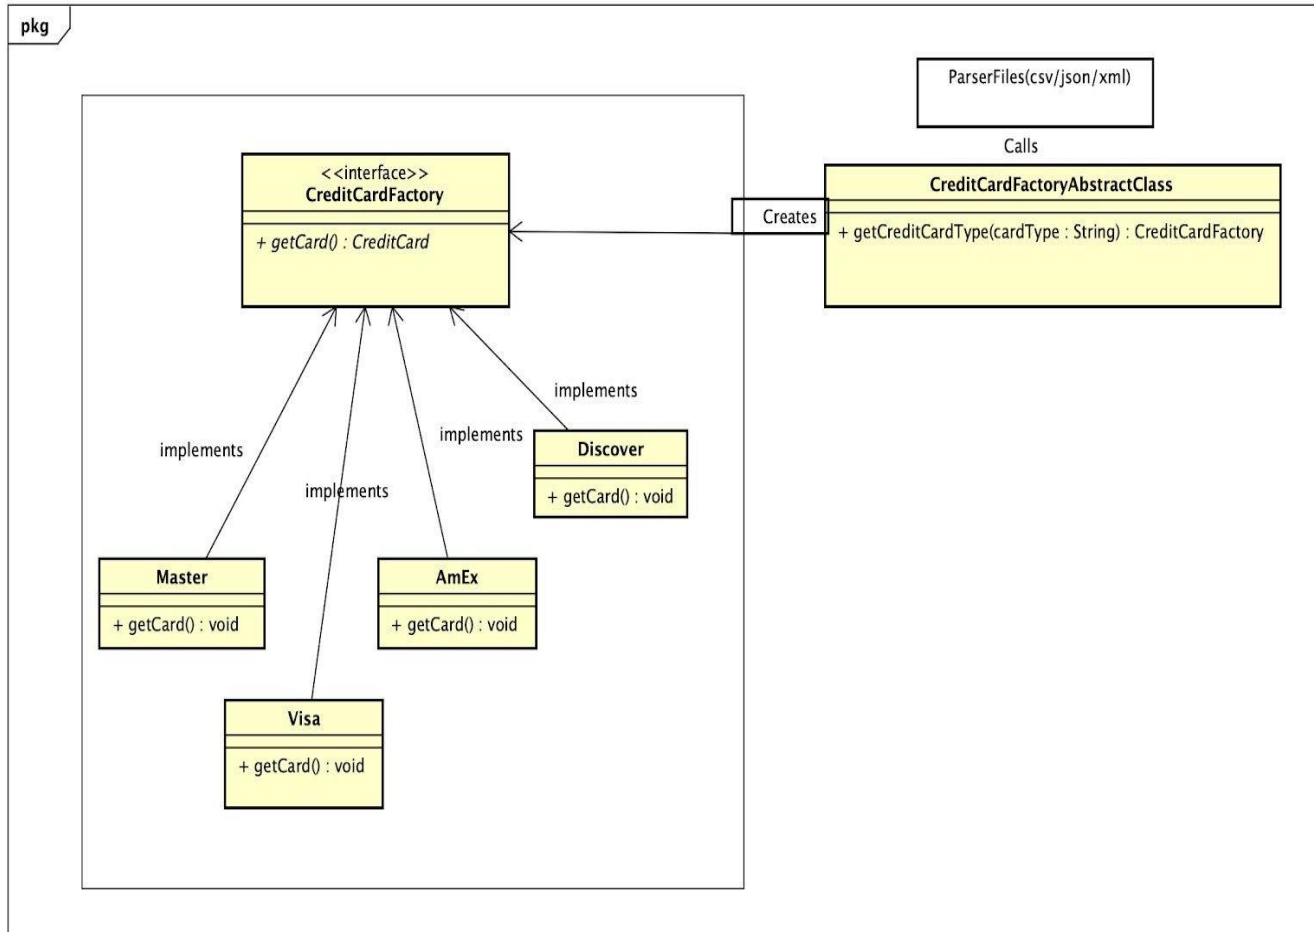 pkg
ParserFiles(csv/json/xml)
Calls
<<interface>>
CreditCardFactory
+ getCard() : CreditCard
Creates
CreditCardFactoryAbstractClass
+ getCreditCardType(cardType : String) : CreditCardFactory
implements
implements
implements
implements
Discover
+ getCard() : void
Master
+ getCard() : void
AmEx
+ getCard() : void
Visa
+ getCard() : void